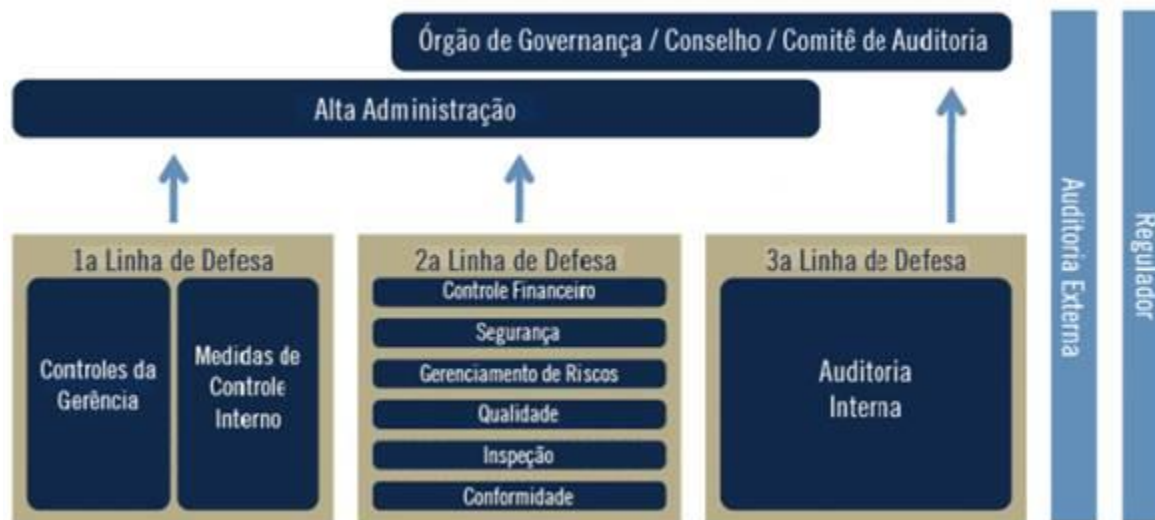 Órgão de Governança / Conselho / Comitê de Auditoria
Alta Administração
1a Linha de Defesa
Controles da
Gerência
Medidas de
Controle
Interno
2a Linha de Defesa
Controle Financeiro
Segurança
Gerenciamento de Riscos
Qualidade
Inspeção
Conformidade
3a Linha de Defesa
Auditoria
Interna
Auditoria Externa
Regulador